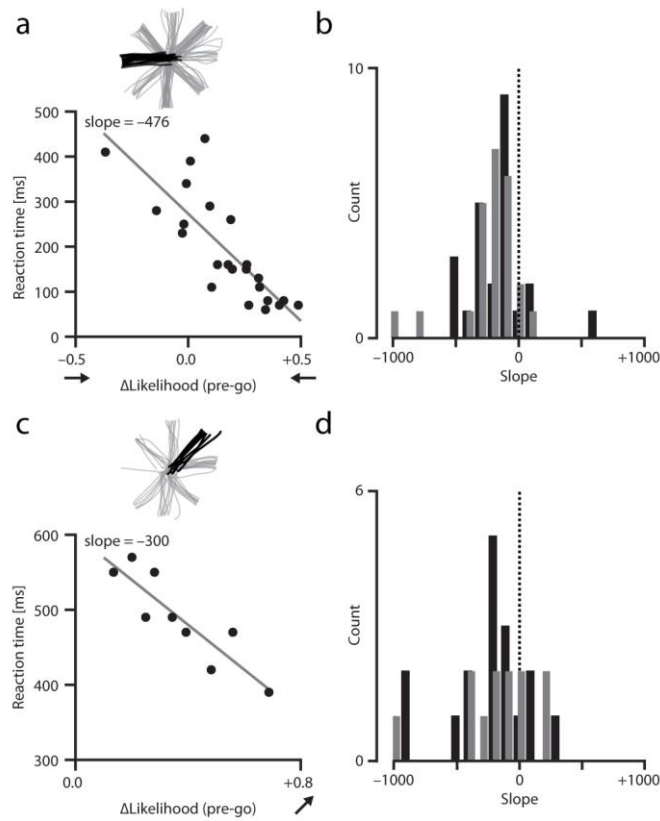 a
slope = −476
500
400
300
200
100
0
Reaction time [ms]
−0.5
0.0
+0.5
ΔLikelihood (pre-go)
b
10
0
Count
−1000
0
+1000
Slope
c
slope = −300
600
500
400
300
Reaction time [ms]
0.0
+0.8
ΔLikelihood (pre-go)
d
6
0
Count
−1000
0
+1000
Slope